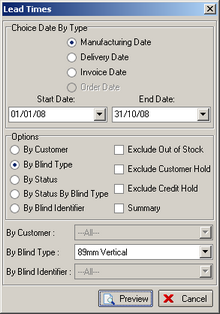 Lead Times
Choice Date By Type
Manufacturing Date
Delivery Date
Invoice Date
Order Date
Start Date: End Date:
01/01/08 31/10/08
Options
By Customer Exclude Out of Stock
By Blind Type Exclude Customer Hold
By Status Exclude Credit Hold
By Status By Blind Type Summary
By Blind Identifier
By Customer : ---All---
By Blind Type : 89mm Vertical
By Blind Identifier : ---All---
Preview Cancel